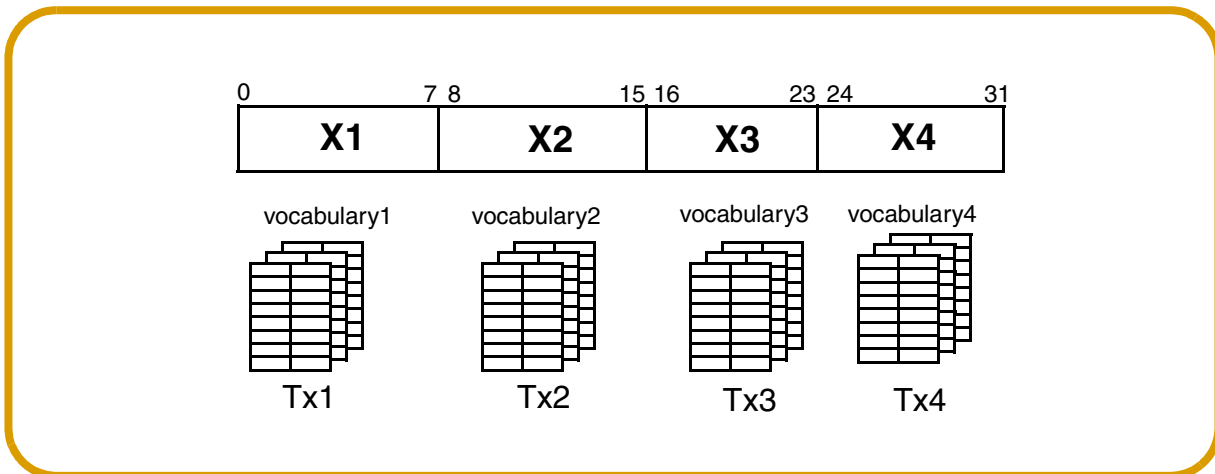 0 7 8 15 16 23 24 31
X1 X2 X3 X4
vocabulary1 vocabulary2 vocabulary3 vocabulary4
Tx1 Tx2 Tx3 Tx4